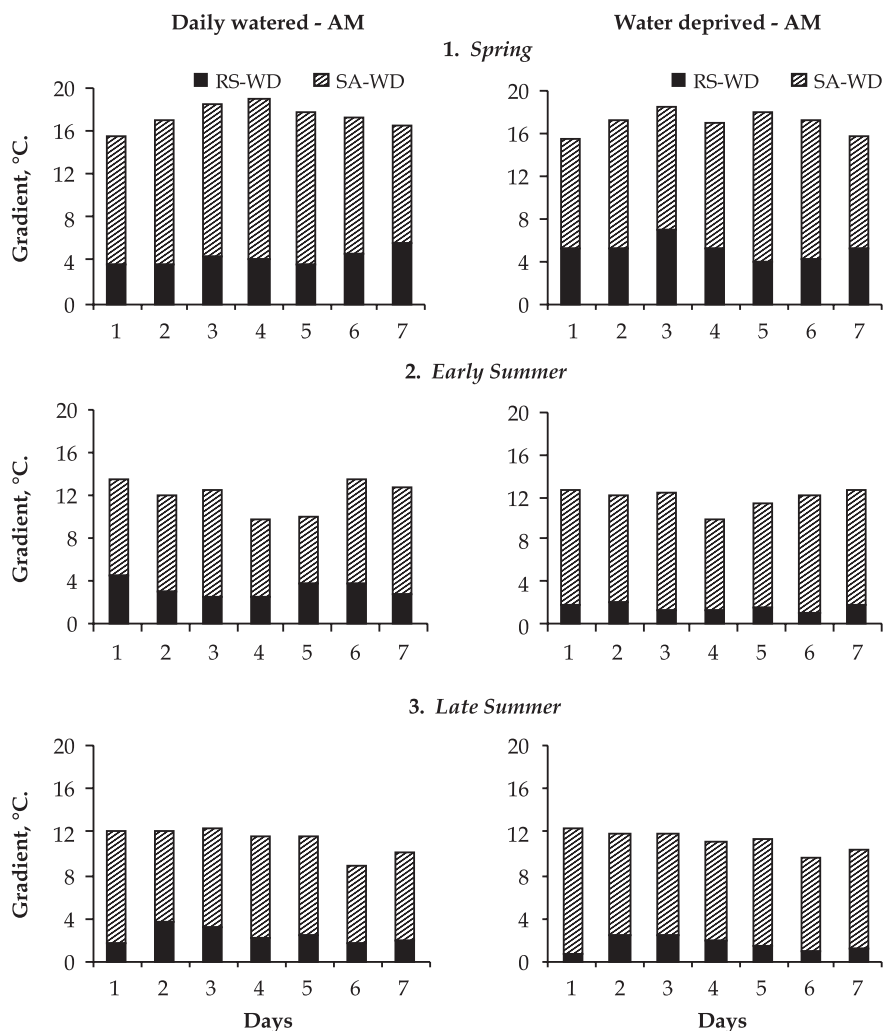 Daily watered - AM Water deprived - AM
1. Spring
RS-WD SA-WD RS-WD SA-WD
Gradient, °C.
20 20
16 16
12 12
8 8
4 4
0 0
1 2 3 4 5 6 7 1 2 3 4 5 6 7
2. Early Summer
Gradient, °C.
20 20
16 16
12 12
8 8
4 4
0 0
1 2 3 4 5 6 7 1 2 3 4 5 6 7
3. Late Summer
Gradient, °C.
20 20
16 16
12 12
8 8
4 4
0 0
1 2 3 4 5 6 7 1 2 3 4 5 6 7
Days Days